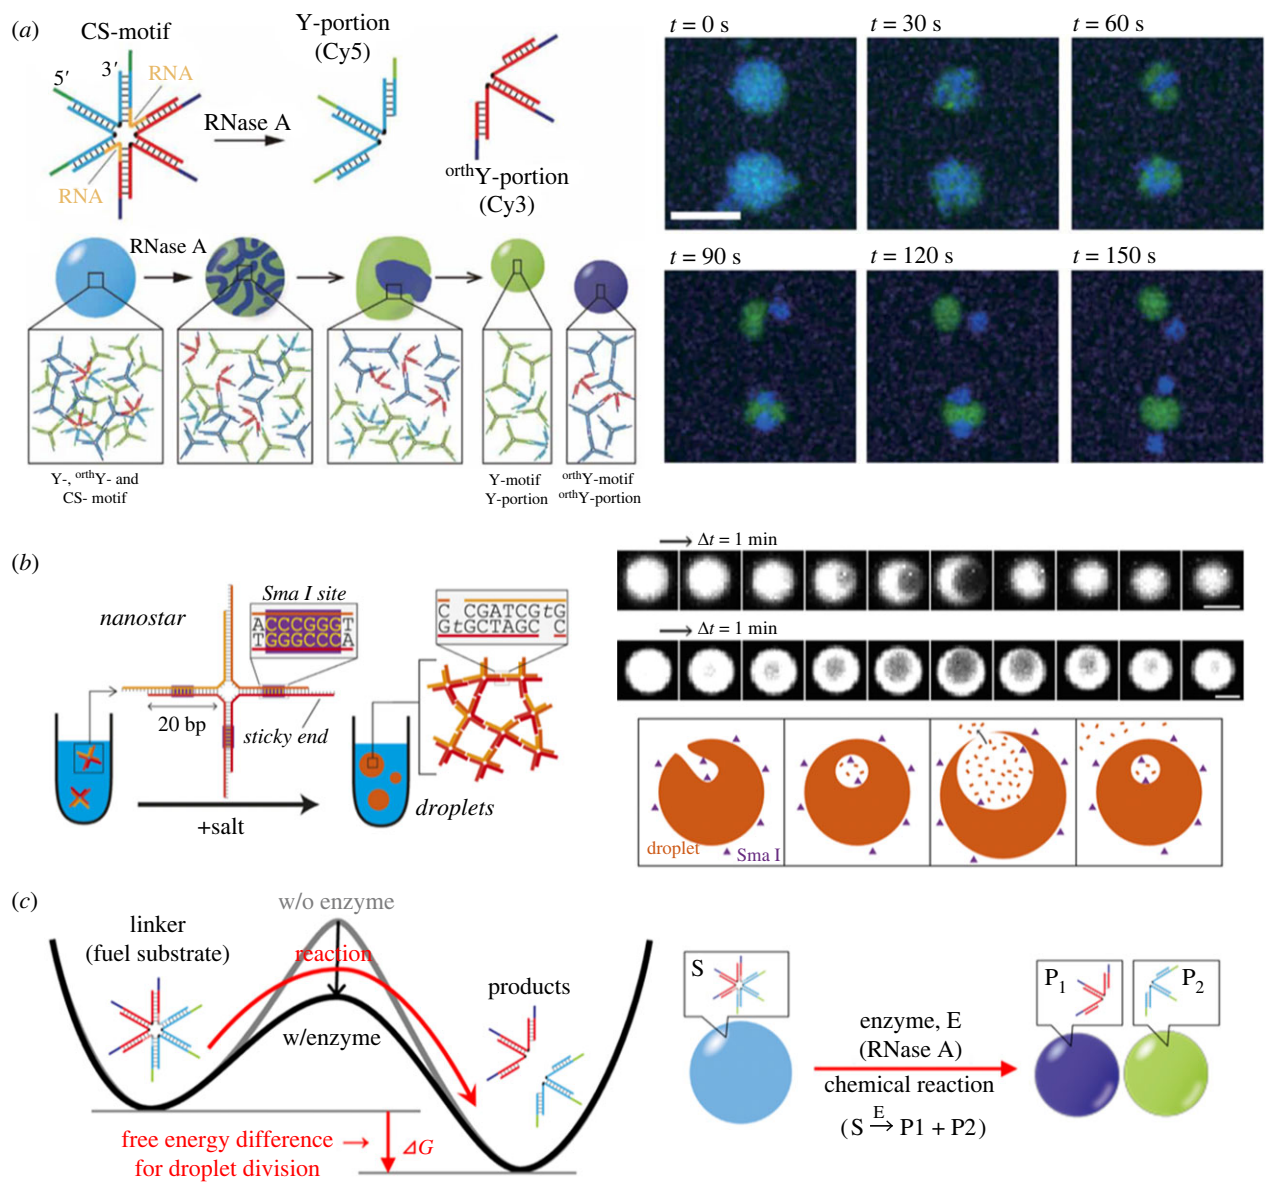 (a)
CS-motif
5′
3′
RNA
RNA
RNase A
Y-portion
(Cy5)
orthY-portion
(Cy3)
RNase A
Y-, orthY- and
CS- motif
Y-motif
Y-portion
orthY-motif
orthY-portion
t = 0 s
t = 30 s
t = 60 s
t = 90 s
t = 120 s
t = 150 s
(b)
nanostar
Sma I site
ACCCGGGT
TGGGCCCA
20 bp
sticky end
+salt
C CGATCGtG
GtGCTAGC C
droplets
Δt = 1 min
Δt = 1 min
droplet
Sma I
(c)
linker
(fuel substrate)
w/o enzyme
reaction
w/enzyme
products
free energy difference
for droplet division
ΔG
S
enzyme, E
(RNase A)
chemical reaction
(S E→ P1 + P2)
P1
P2